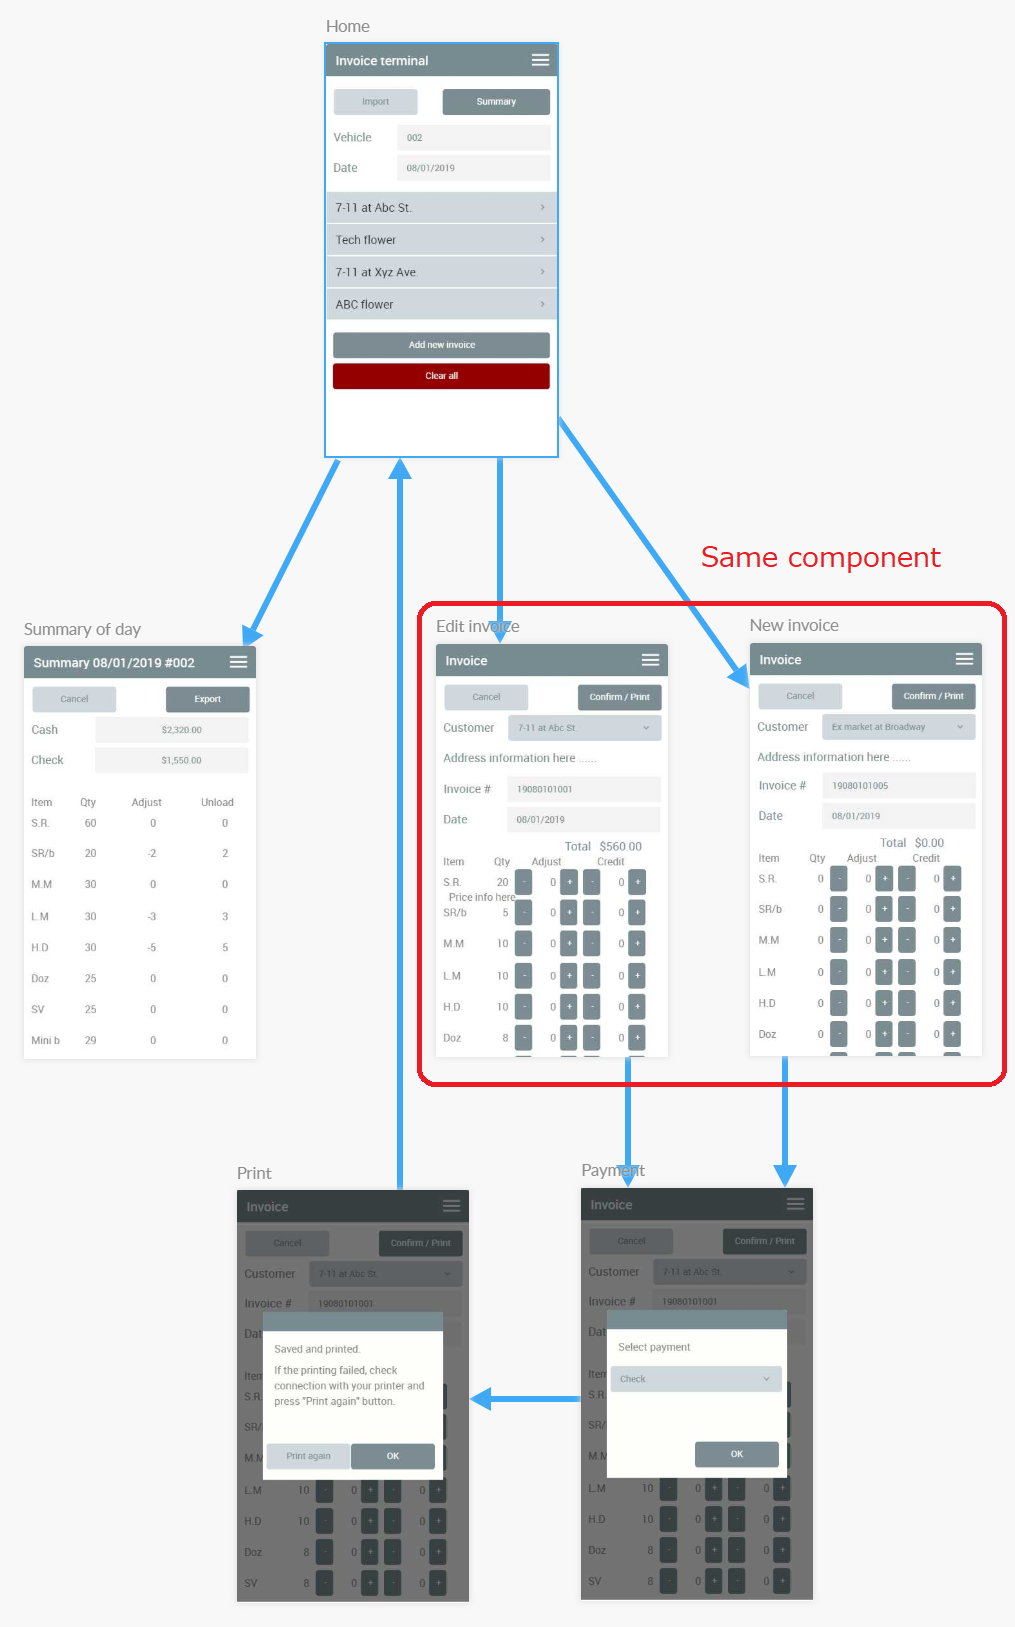 Home
Invoice terminal
Import Summary
Vehicle 002
Date 08/01/2019
7-11 at Abc St. >
Tech flower >
7-11 at Xyz Ave. >
ABC flower >
Add new invoice
Clear all
Same component
Summary of day
Summary 08/01/2019 #002
Cancel Export
Cash $2,320.00
Check $1,550.00
Item Qty Adjust Unload
S.R. 60 0 0
SR/b 20 -2 2
M.M 30 0 0
L.M 30 -3 3
H.D 30 -5 5
Doz 25 0 0
SV 25 0 0
Mini b 29 0 0
Edit invoice
Invoice
Cancel Confirm / Print
Customer 7-11 at Abc St.
Address information here ......
Invoice # 19080101001
Date 08/01/2019
Total $560.00
Item Qty Adjust Credit
S.R. 20 - 0 + - 0 +
Price info here
SR/b 5 - 0 + - 0 +
M.M 10 - 0 + - 0 +
L.M 10 - 0 + - 0 +
H.D 10 - 0 + - 0 +
Doz 8 - 0 + - 0 +
New invoice
Invoice
Cancel Confirm / Print
Customer Ex market at Broadway
Address information here ......
Invoice # 19080101005
Date 08/01/2019
Total $0.00
Item Qty Adjust Credit
S.R. 0 - 0 + - 0 +
SR/b 0 - 0 + - 0 +
M.M 0 - 0 + - 0 +
L.M 0 - 0 + - 0 +
H.D 0 - 0 + - 0 +
Doz 0 - 0 + - 0 +
Print
Invoice
Cancel Confirm / Print
Customer 7-11 at Abc St.
Invoice # 19080101001
Dat
Saved and printed.
If the printing failed, check
connection with your printer and
press "Print again" button.
Print again OK
Iten
S.R.
SR/
M.M
L.M 10 - 0 + - 0 +
H.D 10 - 0 + - 0 +
Doz 8 - 0 + - 0 +
SV 8 - 0 + - 0 +
Payment
Invoice
Cancel Confirm / Print
Customer 7-11 at Abc St.
Invoice # 19080101001
Dat
Select payment
Check
OK
Iten
S.R.
SR/
M.M
L.M 10 - 0 + - 0 +
H.D 10 - 0 + - 0 +
Doz 8 - 0 + - 0 +
SV 8 - 0 + - 0 +